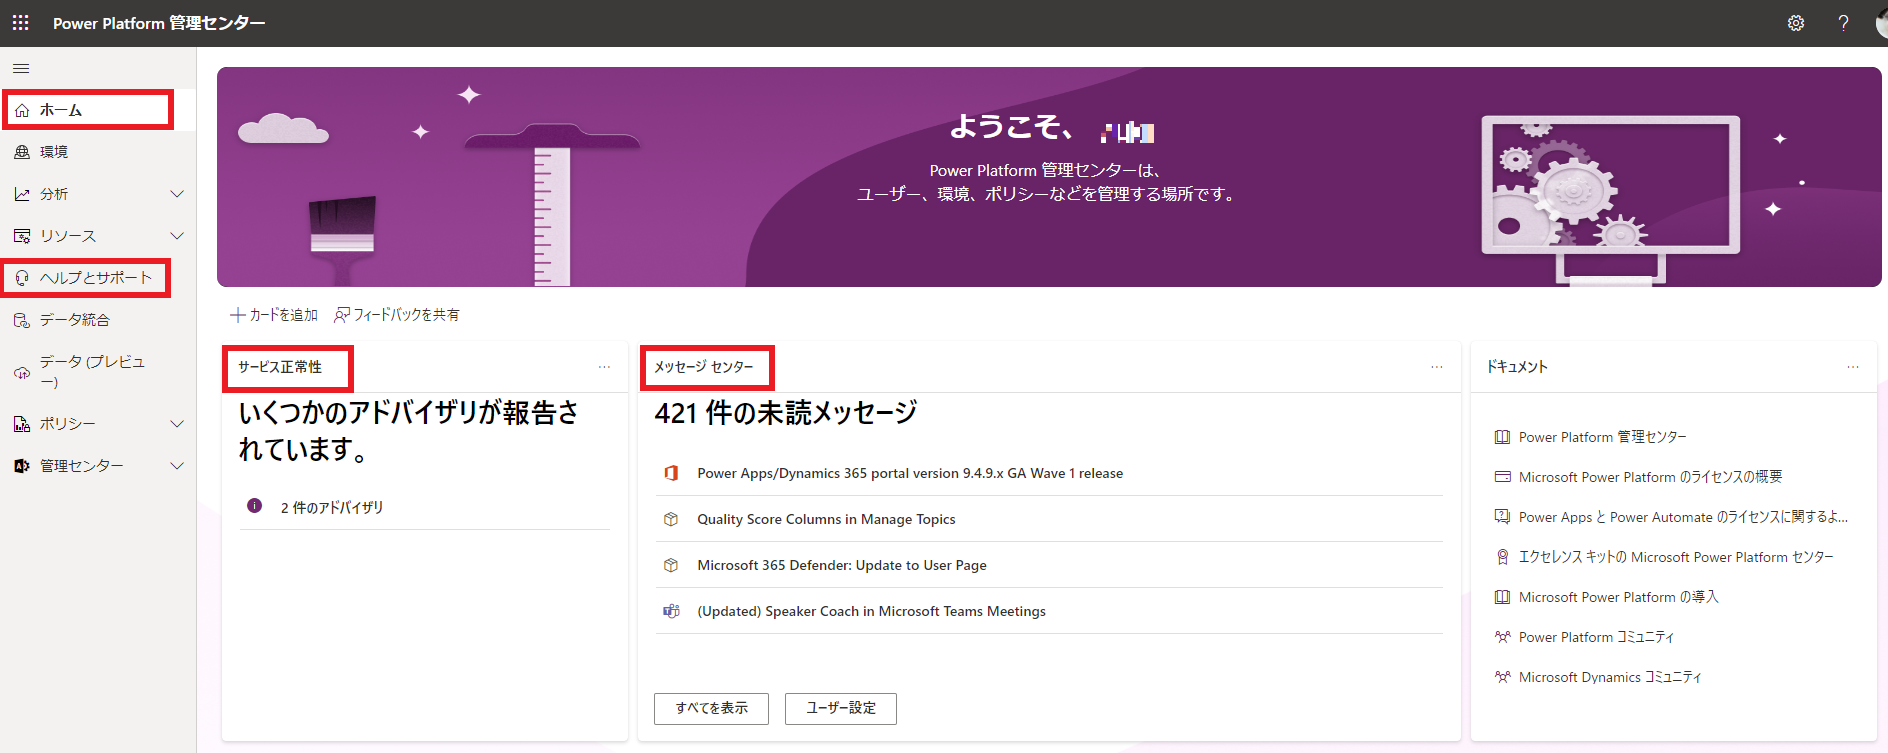 Power Platform 管理センター
ホーム
環境
分析
リソース
ヘルプとサポート
データ統合
データ (プレビュ
ー)
ポリシー
管理センター
ようこそ、
Power Platform 管理センターは、
ユーザー、環境、ポリシーなどを管理する場所です。
カードを追加
フィードバックを共有
サービス正常性
いくつかのアドバイザリが報告さ
れています。
2 件のアドバイザリ
メッセージ センター
421 件の未読メッセージ
Power Apps/Dynamics 365 portal version 9.4.9.x GA Wave 1 release
Quality Score Columns in Manage Topics
Microsoft 365 Defender: Update to User Page
(Updated) Speaker Coach in Microsoft Teams Meetings
すべてを表示
ユーザー設定
ドキュメント
Power Platform 管理センター
Microsoft Power Platform のライセンスの概要
Power Apps と Power Automate のライセンスに関するよ...
エクセレンス キットの Microsoft Power Platform センター
Microsoft Power Platform の導入
Power Platform コミュニティ
Microsoft Dynamics コミュニティ